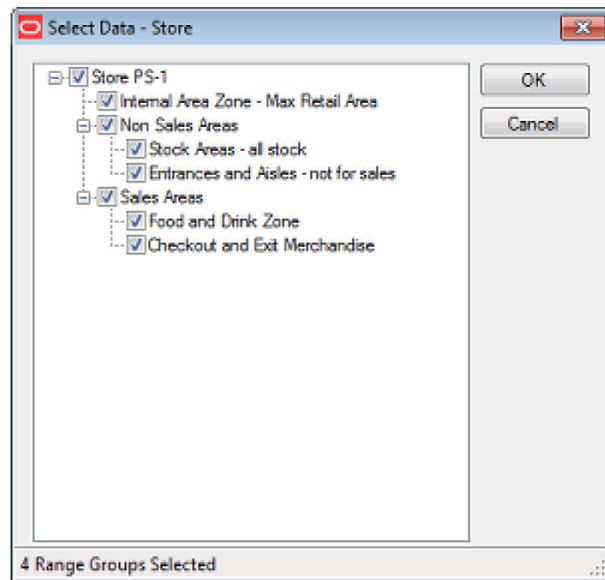 Select Data - Store
Store PS-1
Internal Area Zone - Max Retail Area
Non Sales Areas
Stock Areas - all stock
Entrances and Aisles - not for sales
Sales Areas
Food and Drink Zone
Checkout and Exit Merchandise
OK
Cancel
4 Range Groups Selected